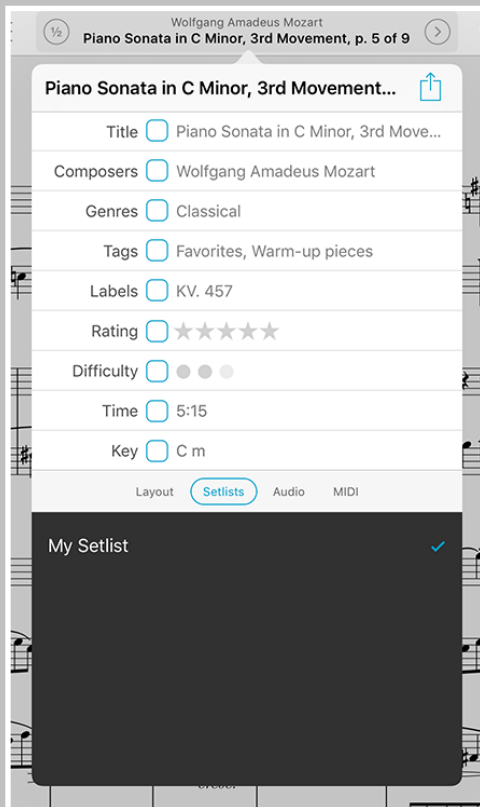 ½
Wolfgang Amadeus Mozart
Piano Sonata in C Minor, 3rd Movement, p. 5 of 9
Piano Sonata in C Minor, 3rd Movement...
Title Piano Sonata in C Minor, 3rd Move...
Composers Wolfgang Amadeus Mozart
Genres Classical
Tags Favorites, Warm-up pieces
Labels KV. 457
Rating
Difficulty
Time 5:15
Key C m
Layout Setlists Audio MIDI
My Setlist